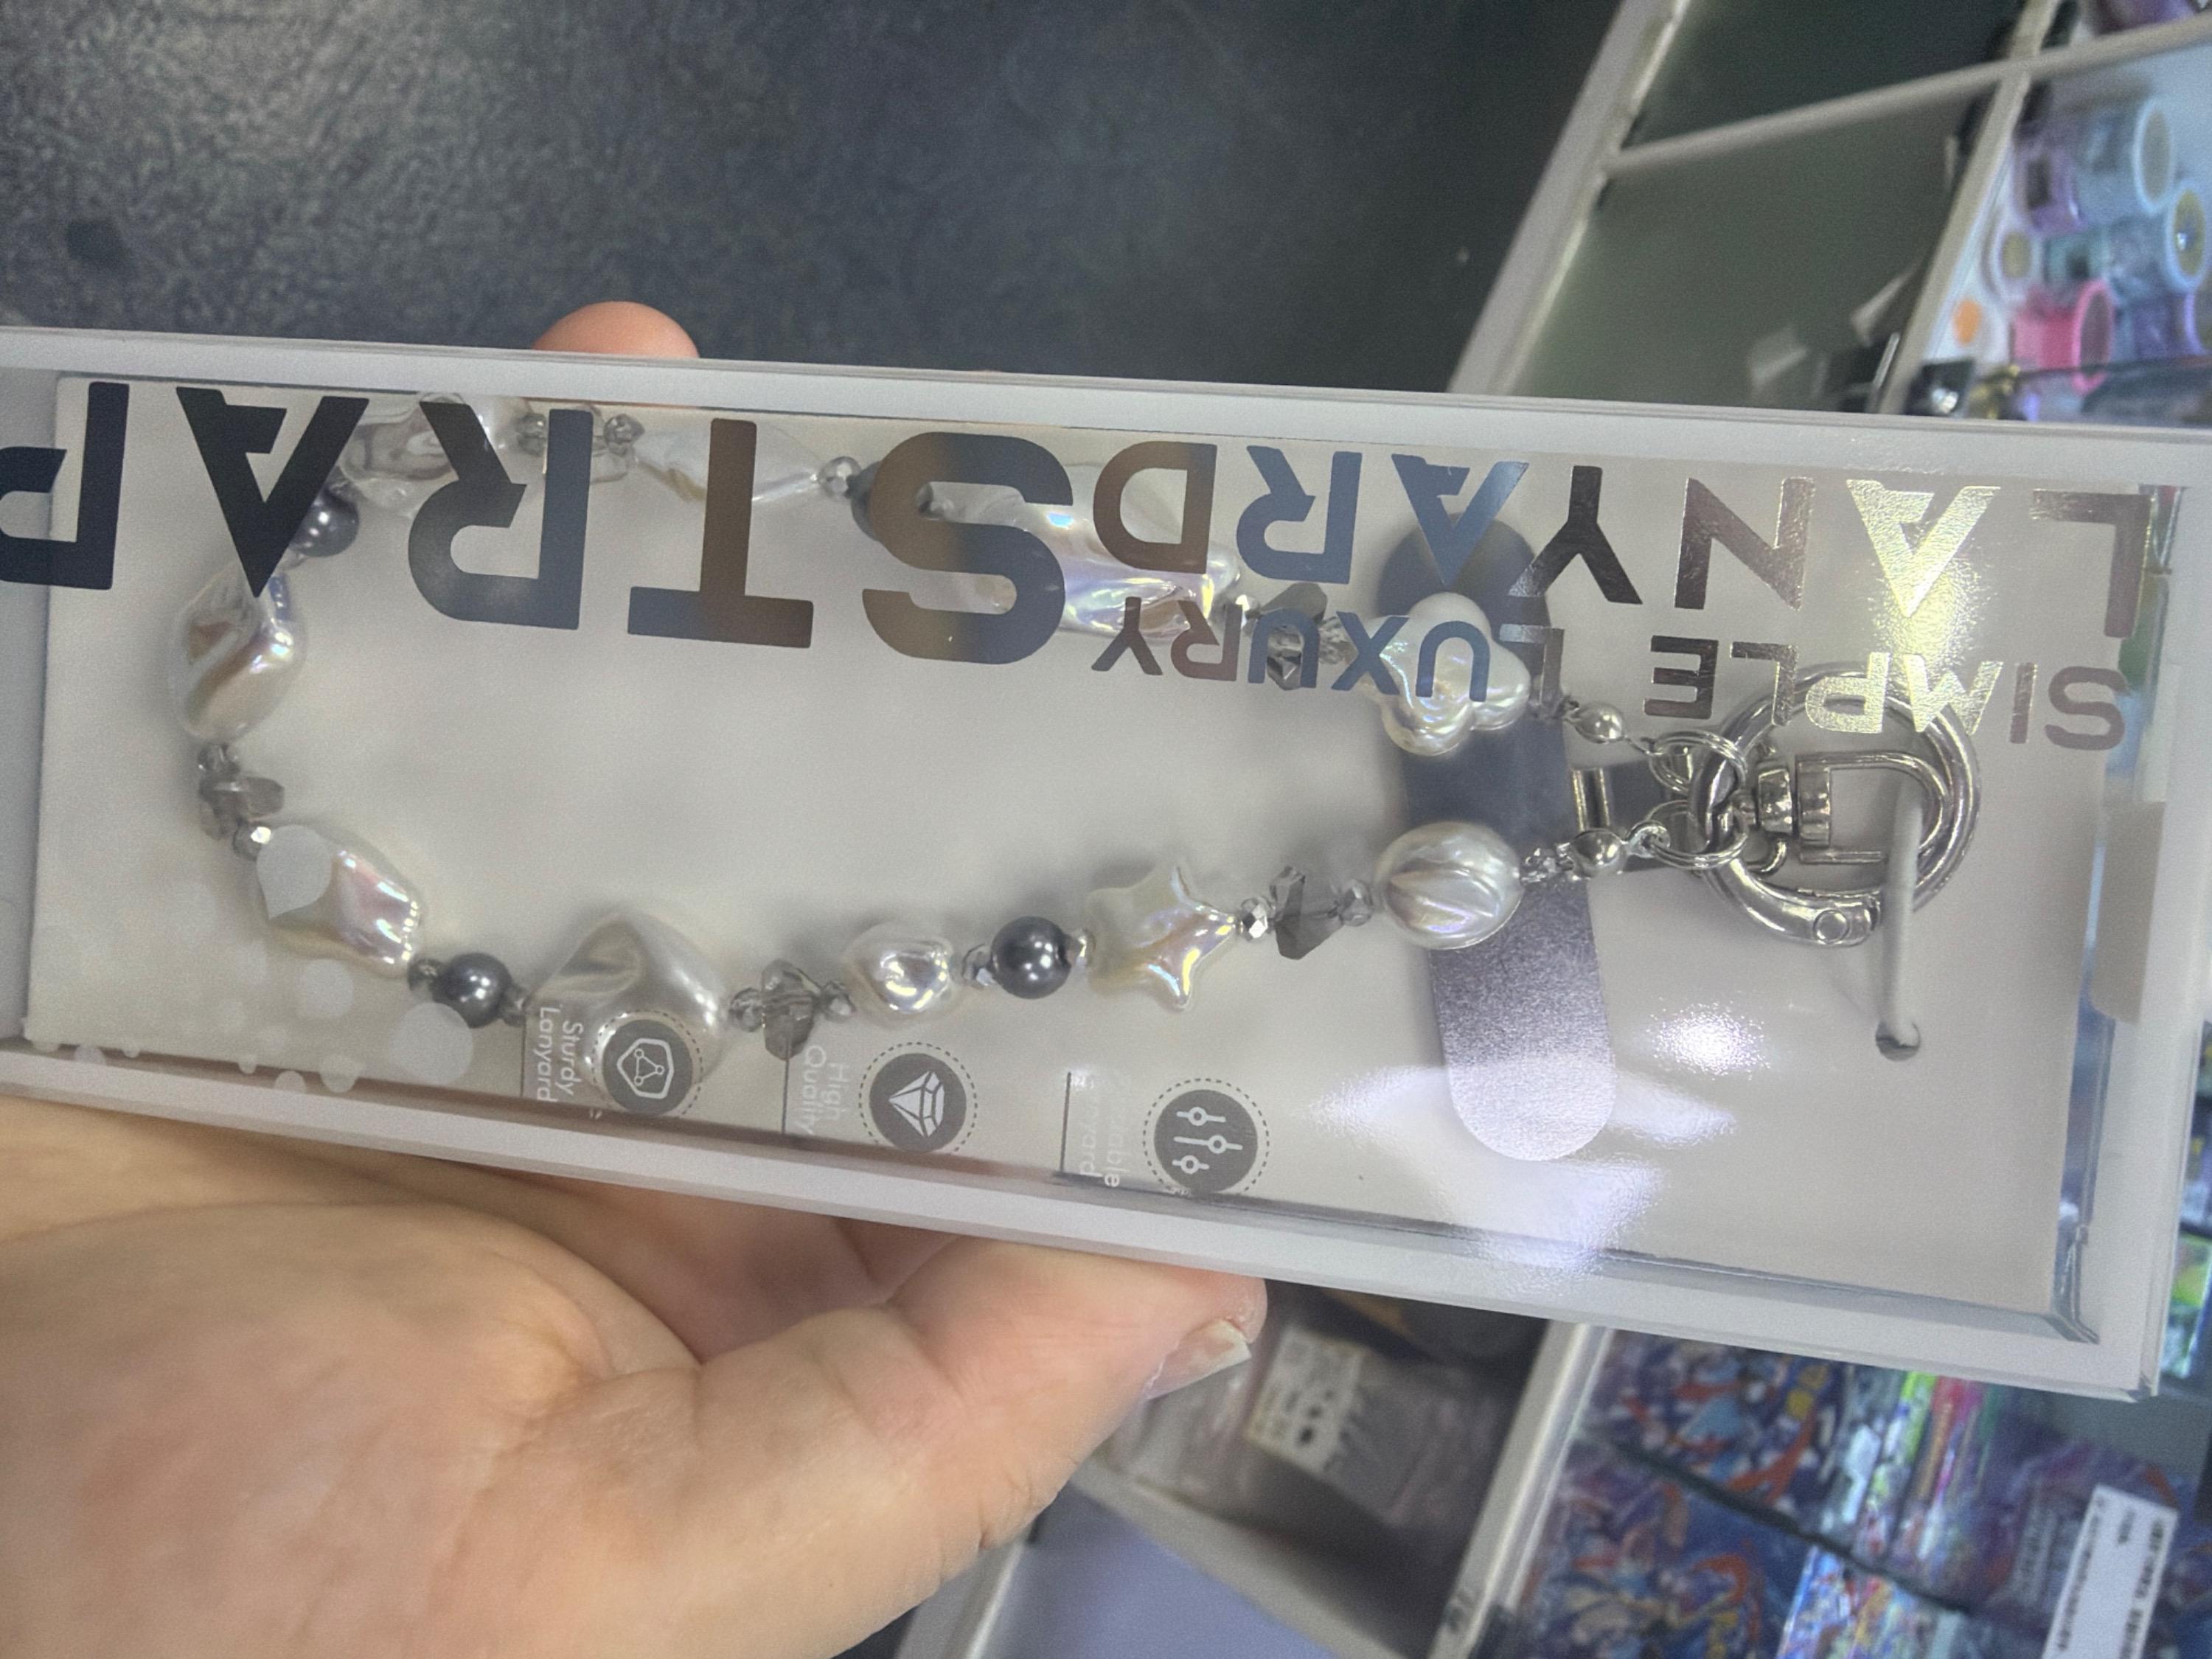 SIMPLE LUXURY
LANYARD STRAP
High
Quality
Sturdy
Lanyard